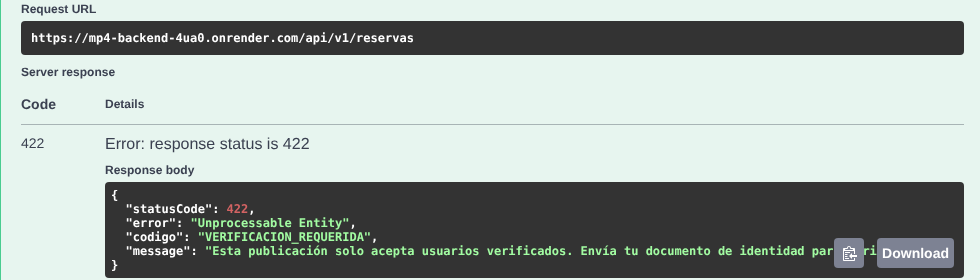 Request URL
https://mp4-backend-4ua0.onrender.com/api/v1/reservas
Server response
Code Details
422 Error: response status is 422
Response body
{
"statusCode": 422,
"error": "Unprocessable Entity",
"codigo": "VERIFICACION_REQUERIDA",
"message": "Esta publicación solo acepta usuarios verificados. Envía tu documento de identidad
}
Download